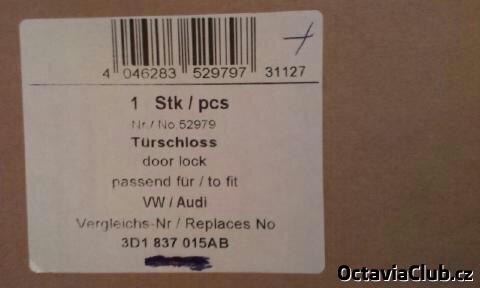 4 046283 529797 31127
1 Stk / pcs
Nr./ No.52979
Türschloss
door lock
passend für / to fit
VW / Audi
Vergleichs-Nr / Replaces No
3D1 837 015AB
OctaviaClub.cz